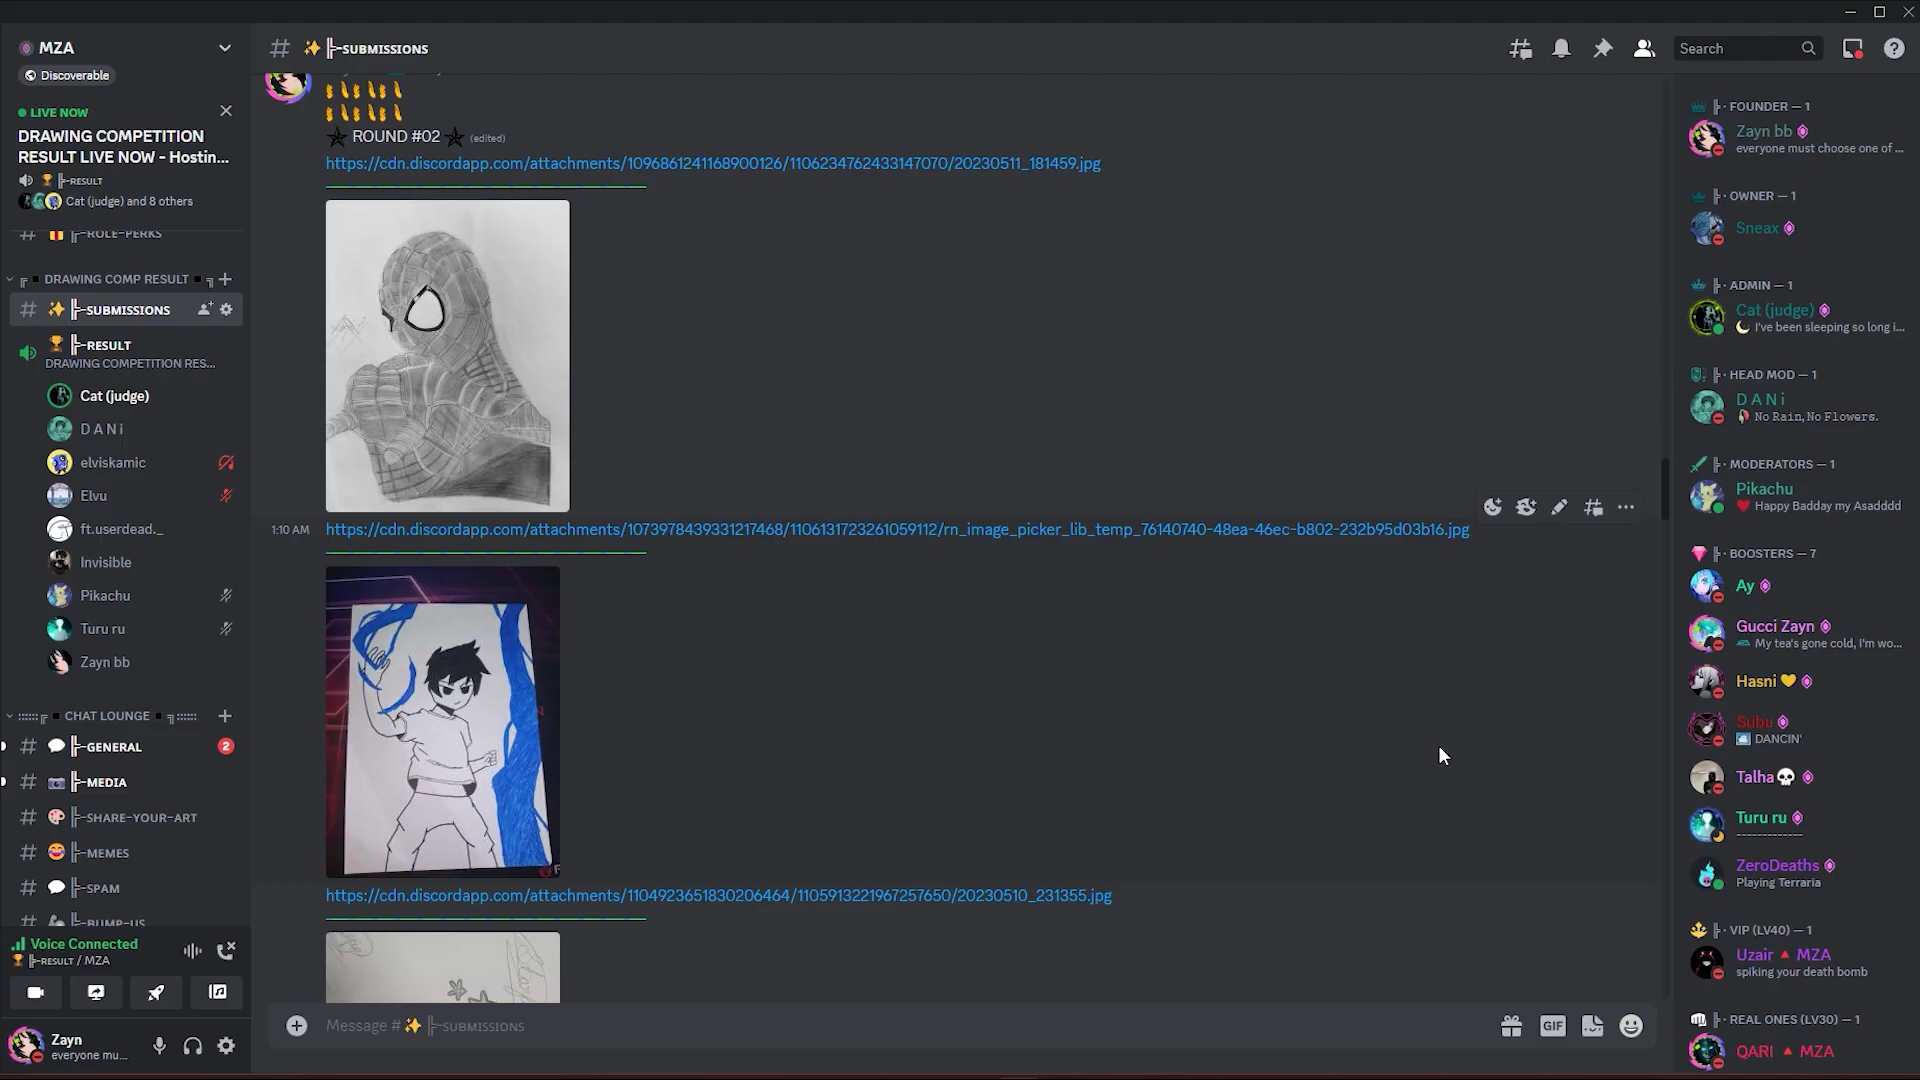 MZA
Discoverable
LIVE NOW
DRAWING COMPETITION
RESULT LIVE NOW - Hostin...
RESULT
Cat (judge) and 8 others
ROLE-PERKS
DRAWING COMP RESULT
SUBMISSIONS
RESULT
DRAWING COMPETITION RES...
Cat (judge)
D A N i
elviskamic
Elvu
ft.userdead._
Invisible
Pikachu
Turu ru
Zayn bb
CHAT LOUNGE
GENERAL
2
MEDIA
SHARE-YOUR-ART
MEMES
SPAM
BUMP-US
Voice Connected
RESULT / MZA
Zayn
everyone mu...
# SUBMISSIONS
Search
ROUND #02 (edited)
https://cdn.discordapp.com/attachments/1096861241168900126/1106234762433147070/20230511_181459.jpg
1:10 AM
https://cdn.discordapp.com/attachments/1073978439331217468/1106131723261059112/rn_image_picker_lib_temp_76140740-48ea-46ec-b802-232b95d03b16.jpg
https://cdn.discordapp.com/attachments/1104923651830206464/1105913221967257650/20230510_231355.jpg
Message # SUBMISSIONS
GIF
FOUNDER — 1
Zayn bb
everyone must choose one of ...
OWNER — 1
Sneax
ADMIN — 1
Cat (judge)
I've been sleeping so long i...
HEAD MOD — 1
D A N i
No Rain, No Flowers.
MODERATORS — 1
Pikachu
Happy Badday my Asadddd
BOOSTERS — 7
Ay
Gucci Zayn
My tea's gone cold, I'm wo...
Hasni
Subu
DANCIN'
Talha
Turu ru
-------------
ZeroDeaths
Playing Terraria
VIP (LV40) — 1
Uzair MZA
spiking your death bomb
REAL ONES (LV30) — 1
QARI MZA